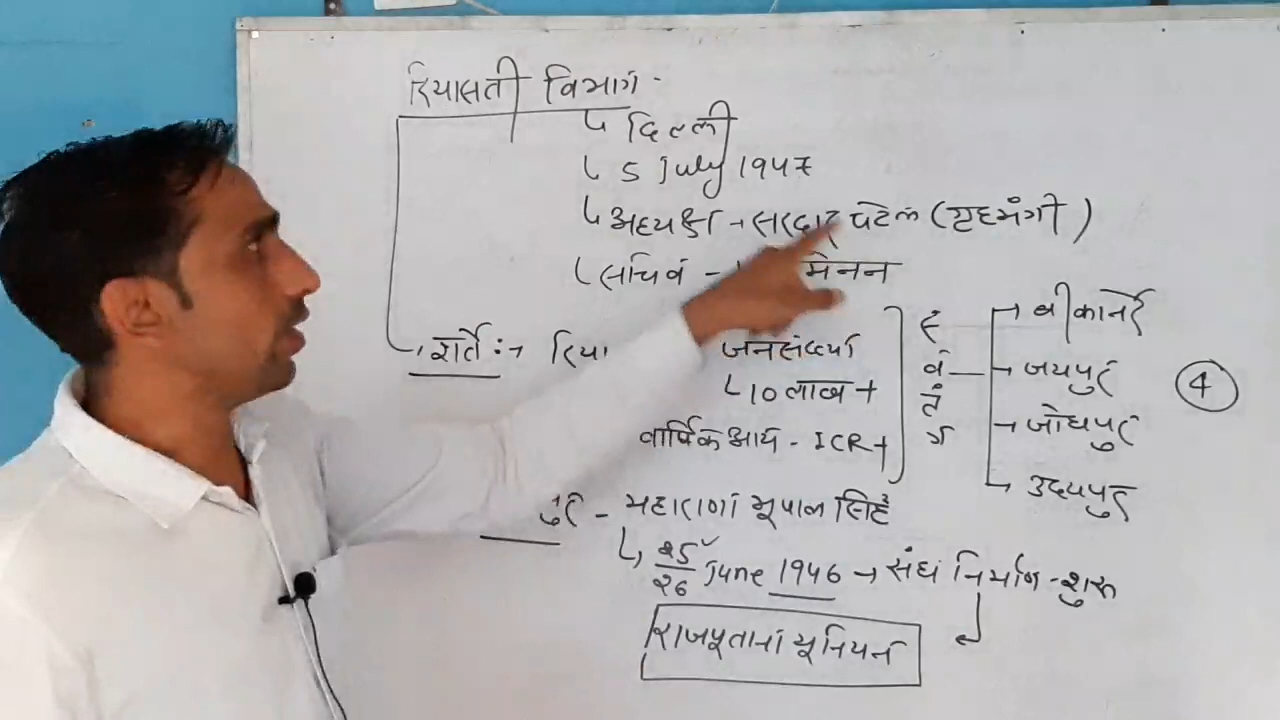 रियासती विभाग -
↳ दिल्ली
↳ 5 July 1947
↳ अध्यक्ष → सरदार पटेल (गृहमंत्री)
↳ सचिव - मेनन
↳ शर्ते :→ रिया जनसंख्या
↳ 10 लाख +
वार्षिक आय - 1CR+
स्वतंत्र
→ बीकानेर
→ जयपुर
→ जोधपुर
→ उदयपुर
4
पुर - महाराणा भूपाल सिंह
↳ 25/26 June 1946 → संघ निर्माण - शुरू
राजपूताना यूनियन